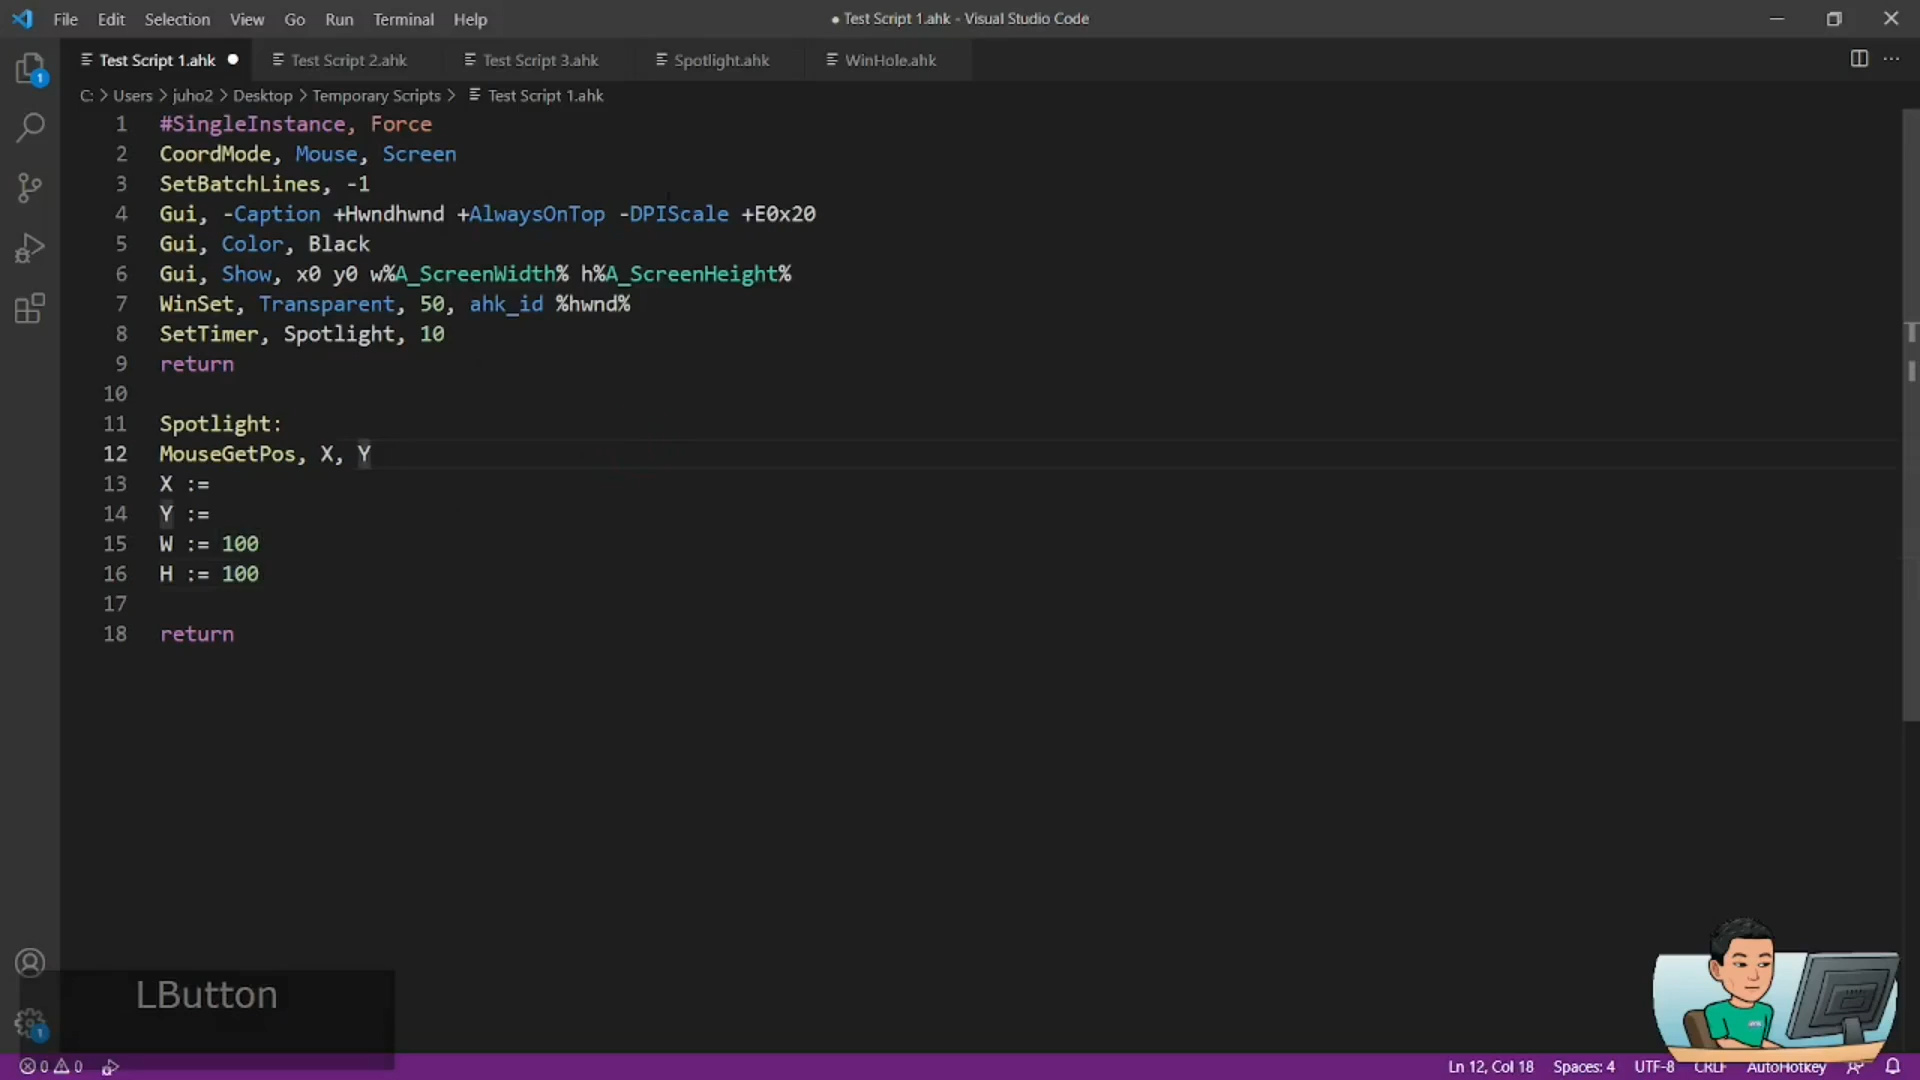 File Edit Selection View Go Run Terminal Help
● Test Script 1.ahk - Visual Studio Code
Test Script 1.ahk ● Test Script 2.ahk Test Script 3.ahk Spotlight.ahk WinHole.ahk
C: > Users > juho2 > Desktop > Temporary Scripts > Test Script 1.ahk
1 #SingleInstance, Force
2 CoordMode, Mouse, Screen
3 SetBatchLines, -1
4 Gui, -Caption +Hwndhwnd +AlwaysOnTop -DPIScale +E0x20
5 Gui, Color, Black
6 Gui, Show, x0 y0 w%A_ScreenWidth% h%A_ScreenHeight%
7 WinSet, Transparent, 50, ahk_id %hwnd%
8 SetTimer, Spotlight, 10
9 return
10
11 Spotlight:
12 MouseGetPos, X, Y
13 X :=
14 Y :=
15 W := 100
16 H := 100
17
18 return
1
LButton
1
0 0
Ln 12, Col 18 Spaces: 4 UTF-8 CRLF AutoHotkey